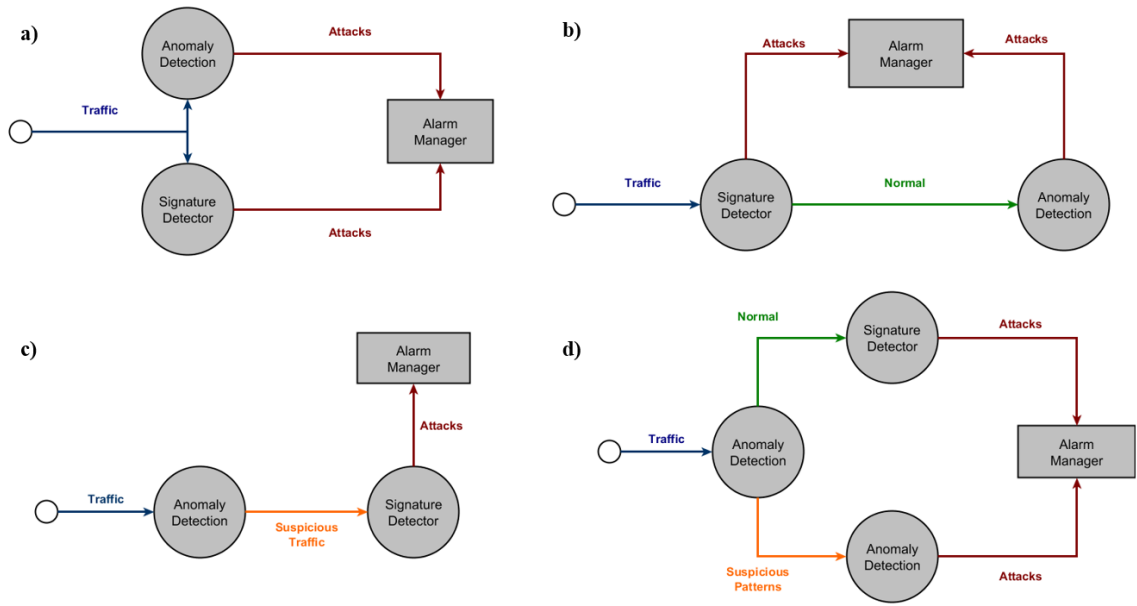 a)
Anomaly
Detection
Attacks
Traffic
Alarm
Manager
Signature
Detector
Attacks
b)
Attacks
Alarm
Manager
Attacks
Traffic
Signature
Detector
Normal
Anomaly
Detection
c)
Alarm
Manager
Attacks
Traffic
Anomaly
Detection
Suspicious
Traffic
Signature
Detector
d)
Normal
Signature
Detector
Attacks
Traffic
Anomaly
Detection
Alarm
Manager
Suspicious
Patterns
Anomaly
Detection
Attacks